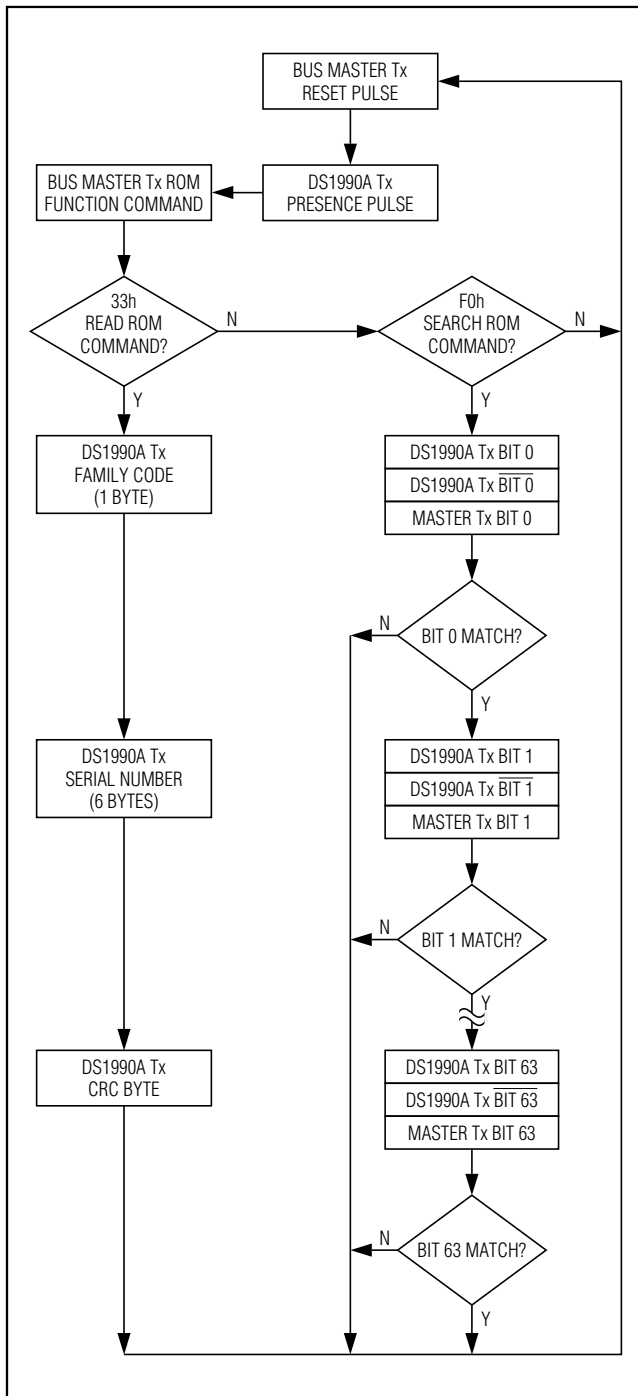 BUS MASTER Tx
RESET PULSE
BUS MASTER Tx ROM
FUNCTION COMMAND
DS1990A Tx
PRESENCE PULSE
33h
READ ROM
COMMAND?
N
Y
F0h
SEARCH ROM
COMMAND?
N
Y
DS1990A Tx
FAMILY CODE
(1 BYTE)
DS1990A Tx
SERIAL NUMBER
(6 BYTES)
DS1990A Tx
CRC BYTE
DS1990A Tx BIT 0
DS1990A Tx B̅I̅T̅ ̅0̅
MASTER Tx BIT 0
N
BIT 0 MATCH?
Y
DS1990A Tx BIT 1
DS1990A Tx B̅I̅T̅ ̅1̅
MASTER Tx BIT 1
N
BIT 1 MATCH?
Y
DS1990A Tx BIT 63
DS1990A Tx B̅I̅T̅ ̅6̅3̅
MASTER Tx BIT 63
N
BIT 63 MATCH?
Y